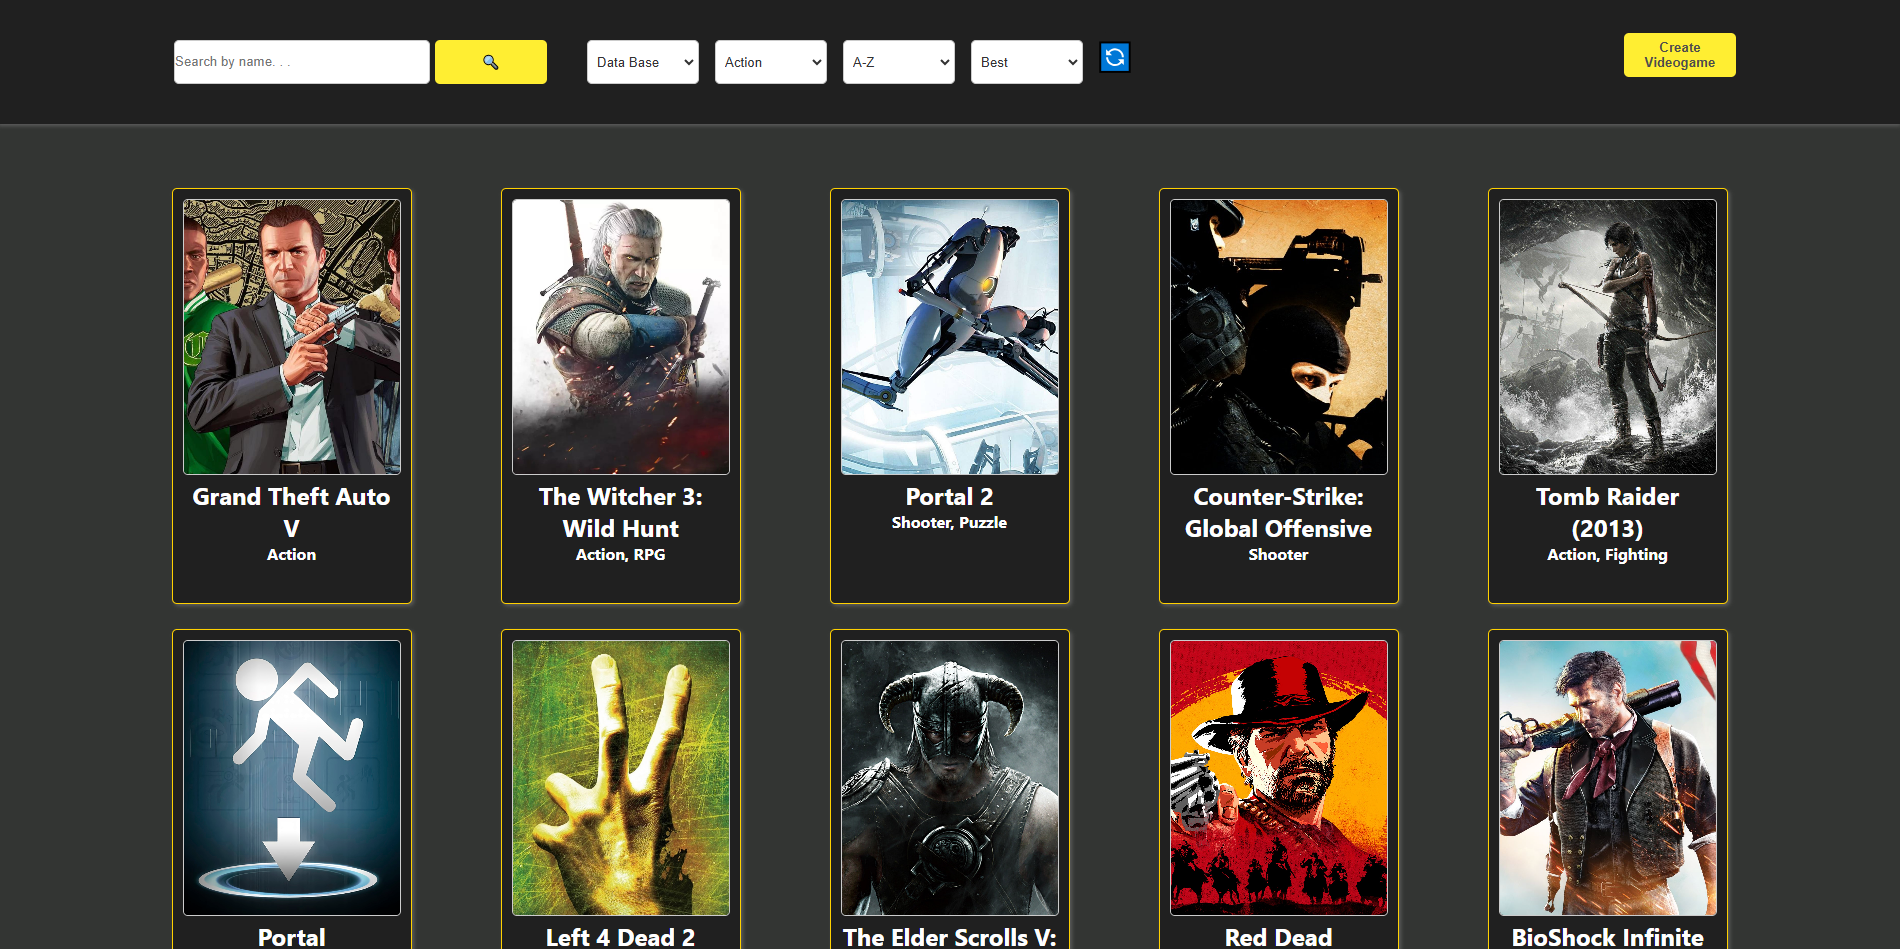 Search by name. . .
Data Base
Action
A-Z
Best
Create
Videogame
Grand Theft Auto
V
Action
The Witcher 3:
Wild Hunt
Action, RPG
Portal 2
Shooter, Puzzle
Counter-Strike:
Global Offensive
Shooter
Tomb Raider
(2013)
Action, Fighting
Portal
Left 4 Dead 2
The Elder Scrolls V:
Red Dead
BioShock Infinite